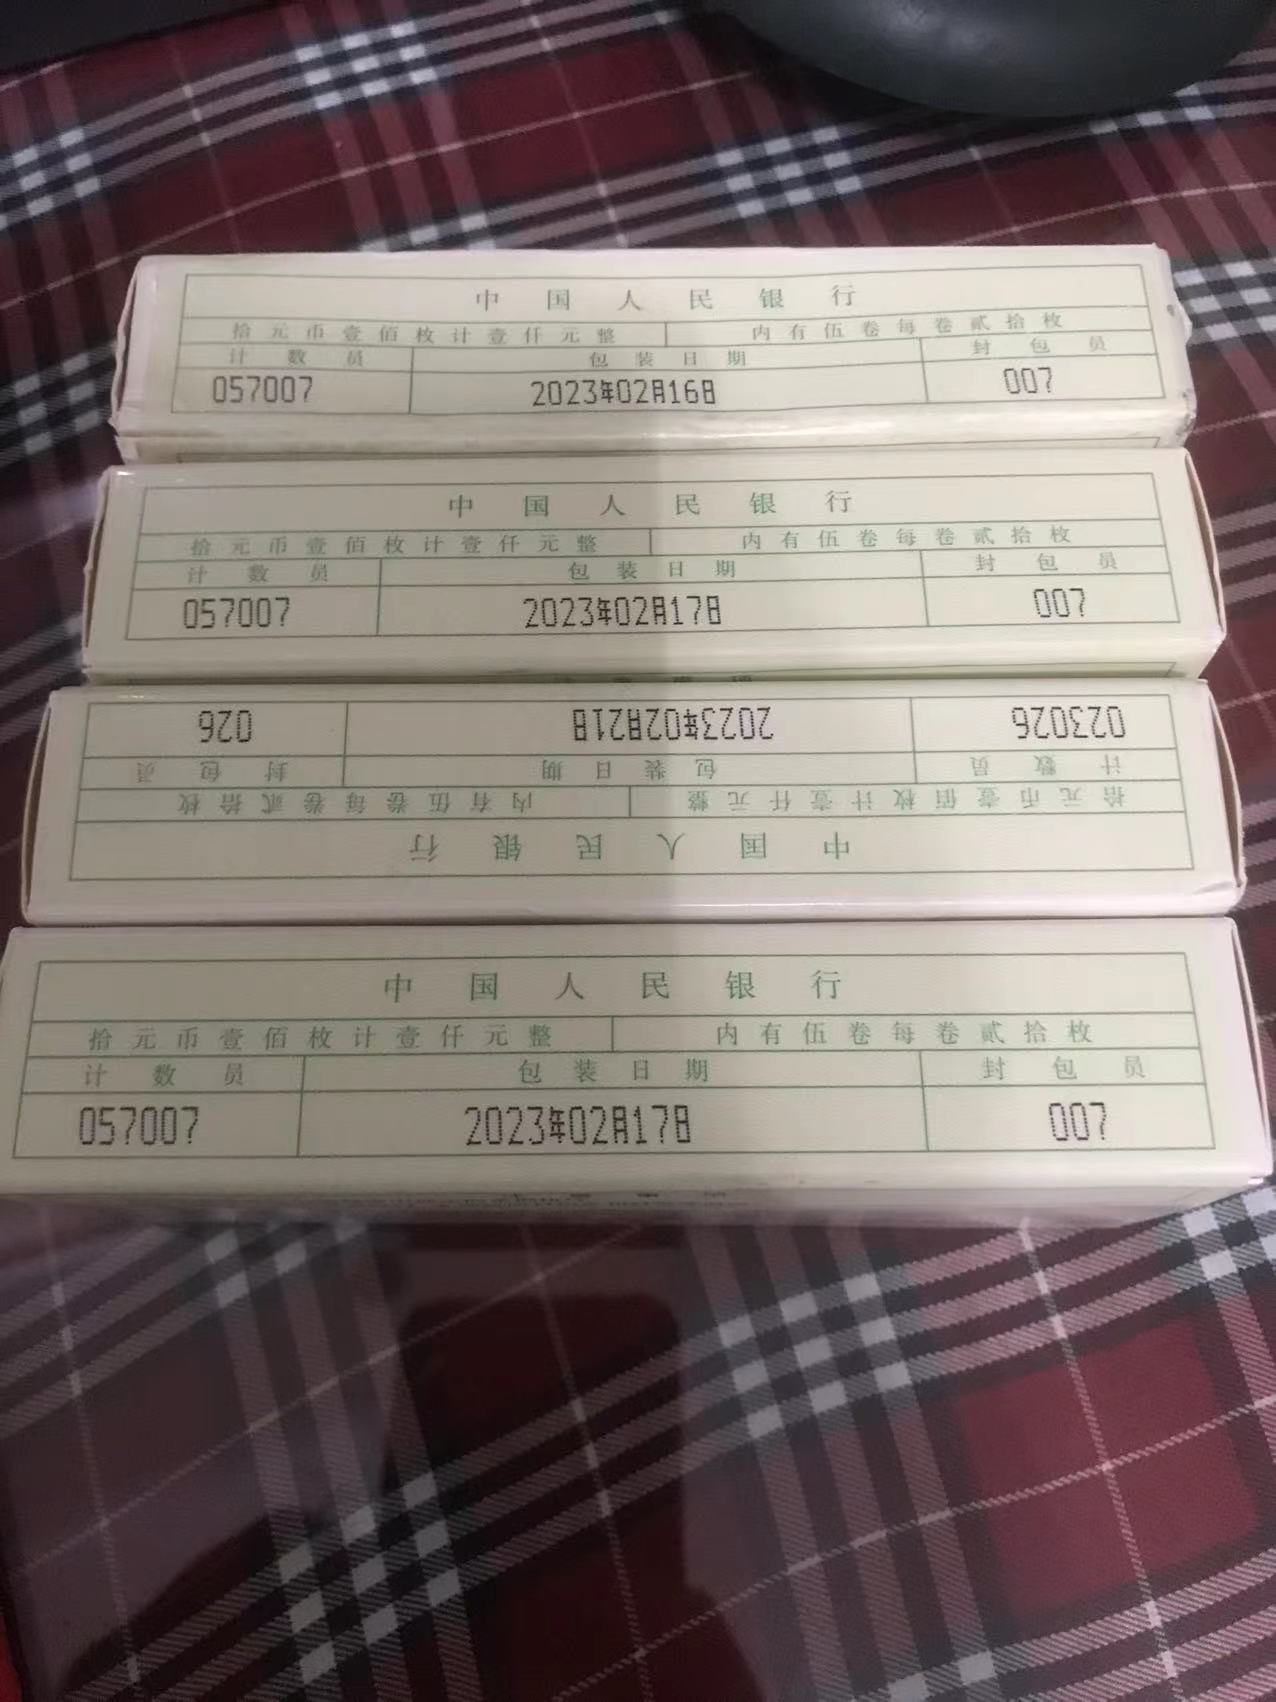 中国人民银行
拾元币壹佰枚计壹仟元整 内有伍卷每卷贰拾枚
计数员 包装日期 封包员
057007 2023年02月16日 007
中国人民银行
拾元币壹佰枚计壹仟元整 内有伍卷每卷贰拾枚
计数员 包装日期 封包员
057007 2023年02月17日 007
中国人民银行
拾元币壹佰枚计壹仟元整 内有伍卷每卷贰拾枚
计数员 包装日期 封包员
023026 2023年02月21日 026
中国人民银行
拾元币壹佰枚计壹仟元整 内有伍卷每卷贰拾枚
计数员 包装日期 封包员
057007 2023年02月17日 007